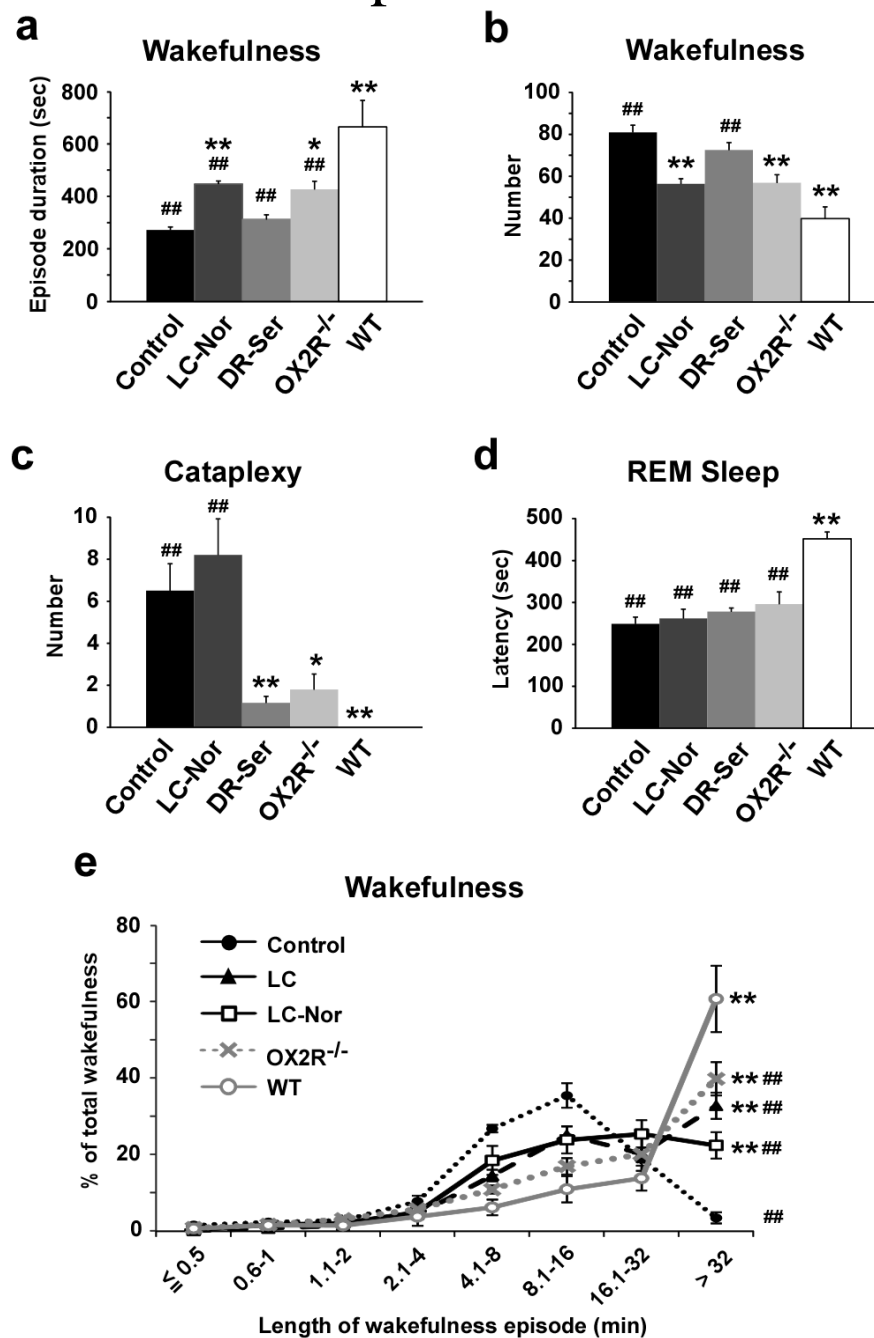 a
Wakefulness
Episode duration (sec)
800
600
400
200
0
##
**
##
##
*
##
**
Control
LC-Nor
DR-Ser
OX2R-/-
WT
b
Wakefulness
Number
100
80
60
40
20
0
##
**
##
**
**
Control
LC-Nor
DR-Ser
OX2R-/-
WT
c
Cataplexy
Number
10
8
6
4
2
0
##
##
**
*
**
Control
LC-Nor
DR-Ser
OX2R-/-
WT
d
REM Sleep
Latency (sec)
500
400
300
200
100
0
##
##
##
##
**
Control
LC-Nor
DR-Ser
OX2R-/-
WT
e
Wakefulness
% of total wakefulness
80
60
40
20
0
Control
LC
LC-Nor
OX2R-/-
WT
**
** ##
** ##
** ##
##
≦ 0.5
0.6-1
1.1-2
2.1-4
4.1-8
8.1-16
16.1-32
> 32
Length of wakefulness episode (min)